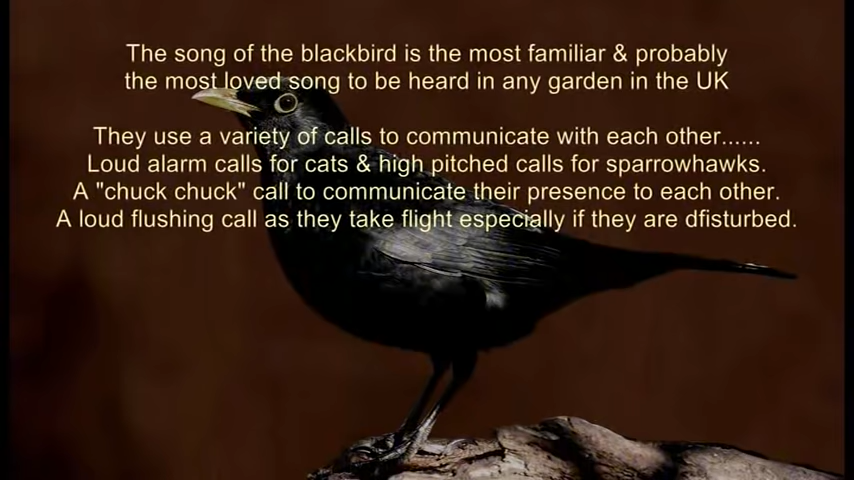 The song of the blackbird is the most familiar & probably
the most loved song to be heard in any garden in the UK
They use a variety of calls to communicate with each other......
Loud alarm calls for cats & high pitched calls for sparrowhawks.
A "chuck chuck" call to communicate their presence to each other.
A loud flushing call as they take flight especially if they are dfisturbed.